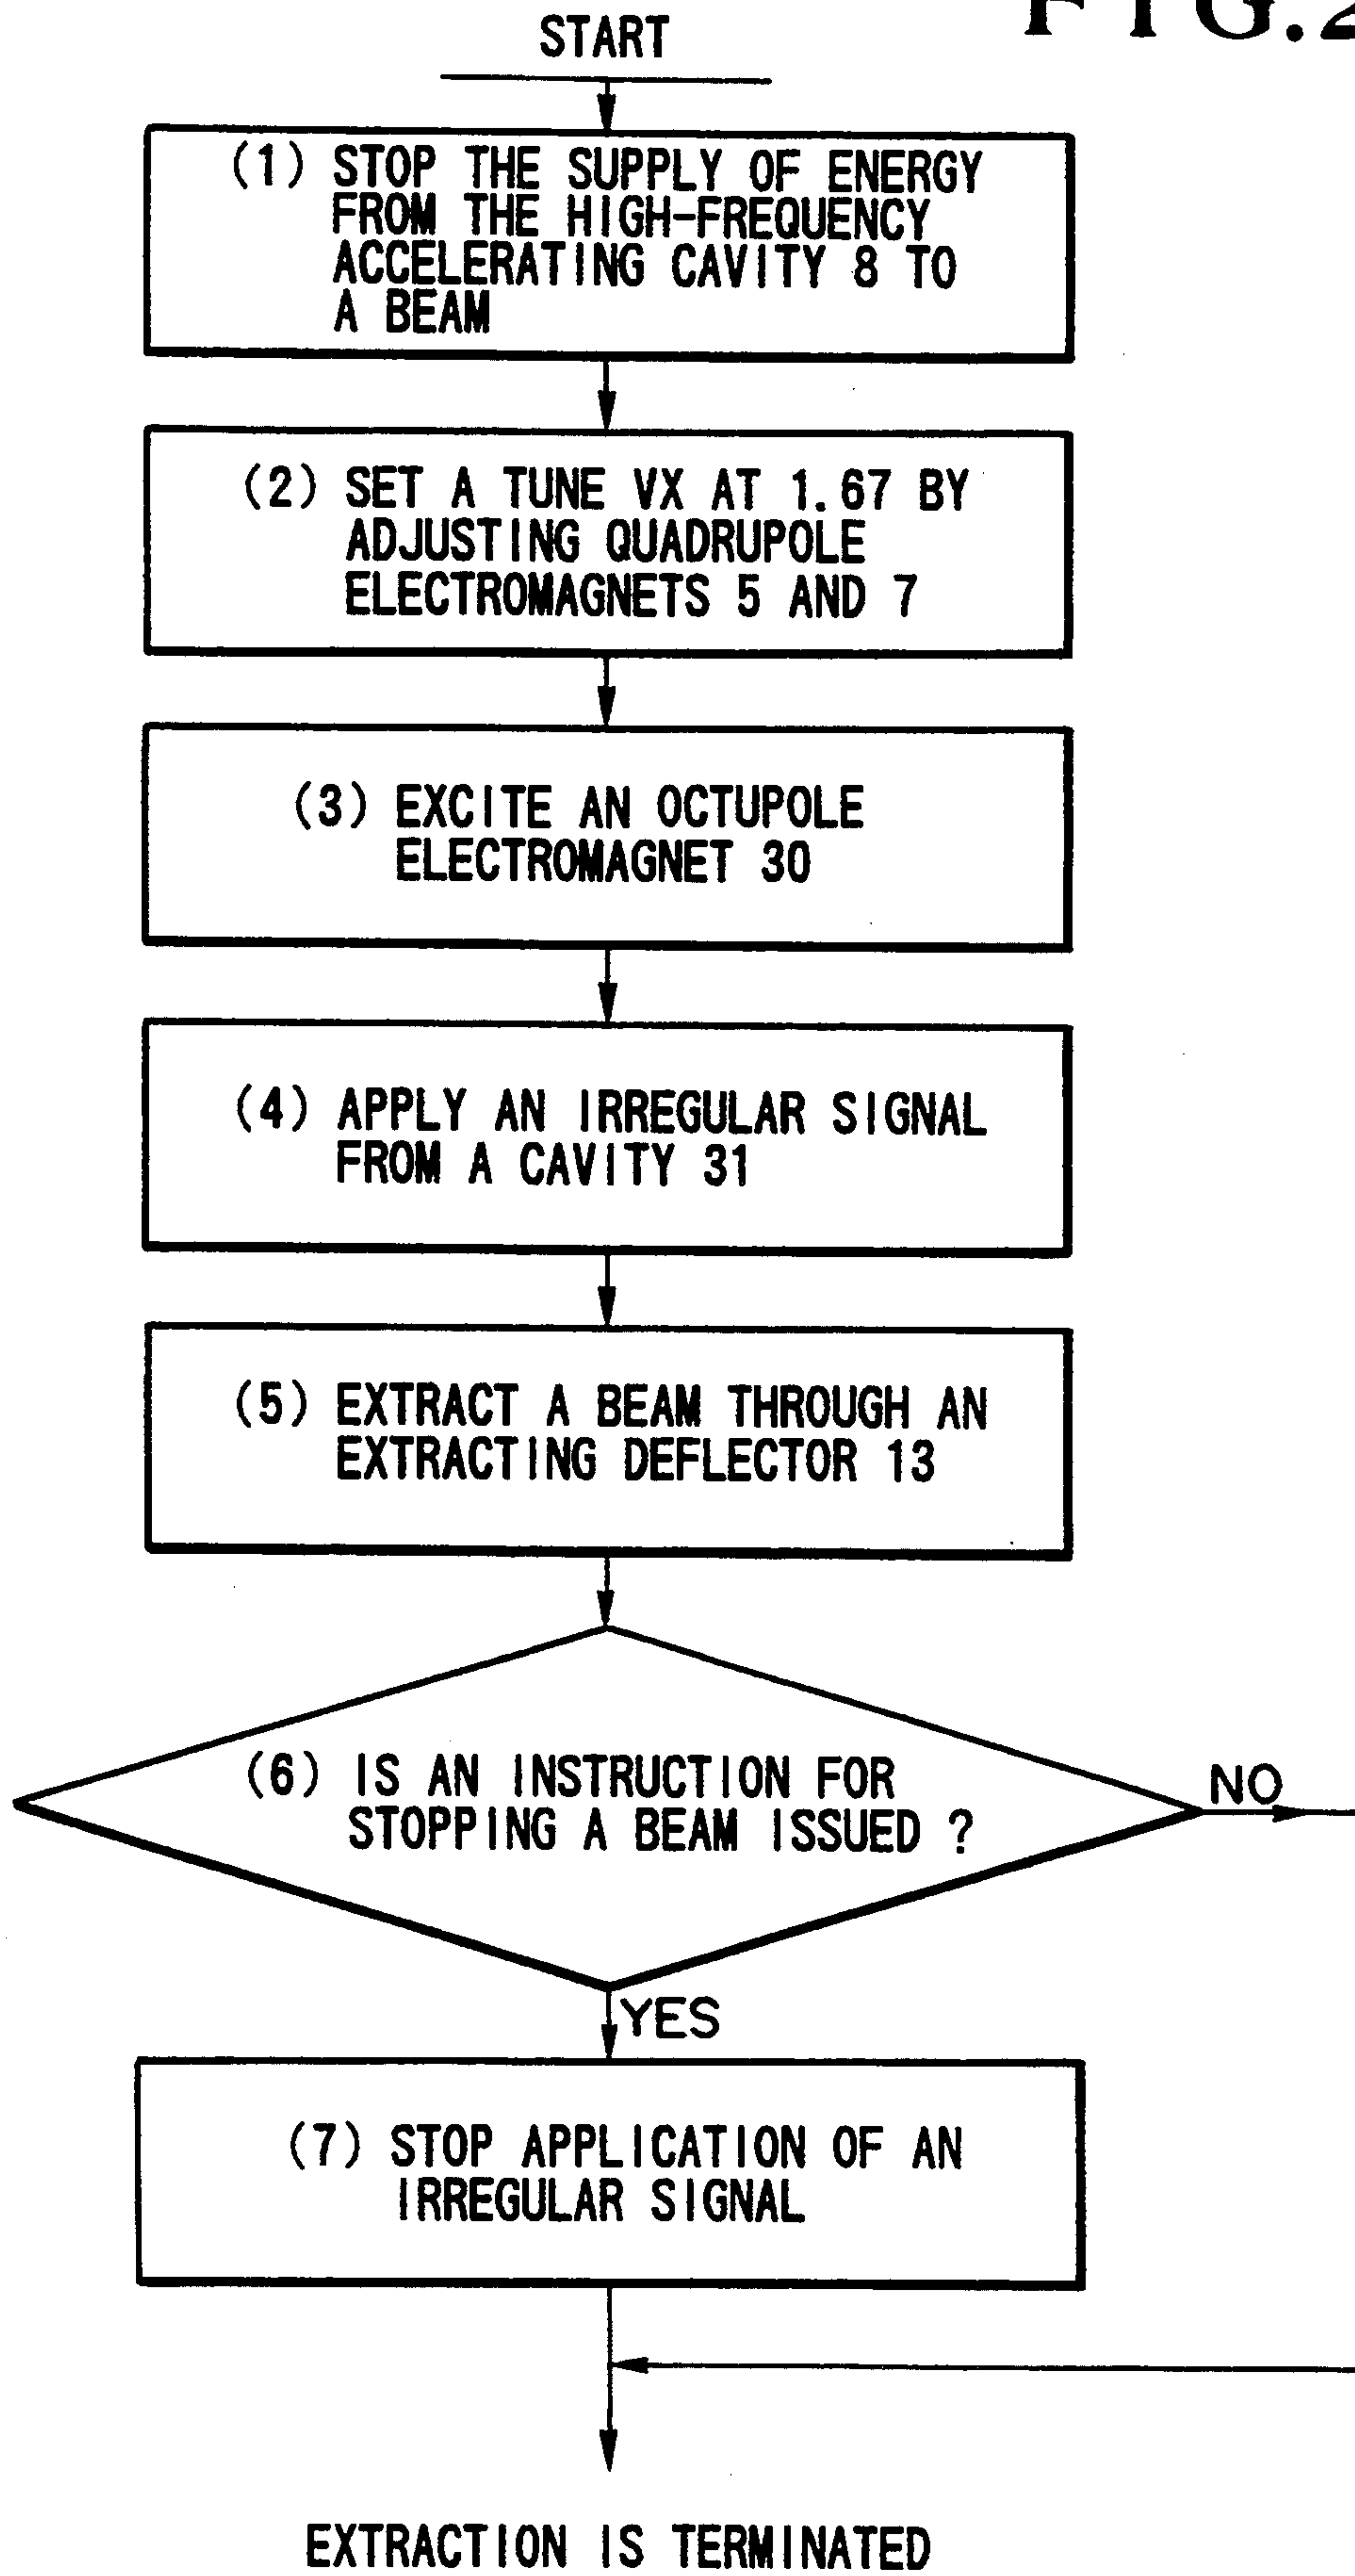 FIG.2
START
(1) STOP THE SUPPLY OF ENERGY
FROM THE HIGH-FREQUENCY
ACCELERATING CAVITY 8 TO
A BEAM
(2) SET A TUNE VX AT 1.67 BY
ADJUSTING QUADRUPOLE
ELECTROMAGNETS 5 AND 7
(3) EXCITE AN OCTUPOLE
ELECTROMAGNET 30
(4) APPLY AN IRREGULAR SIGNAL
FROM A CAVITY 31
(5) EXTRACT A BEAM THROUGH AN
EXTRACTING DEFLECTOR 13
(6) IS AN INSTRUCTION FOR
STOPPING A BEAM ISSUED ?
NO
YES
(7) STOP APPLICATION OF AN
IRREGULAR SIGNAL
EXTRACTION IS TERMINATED